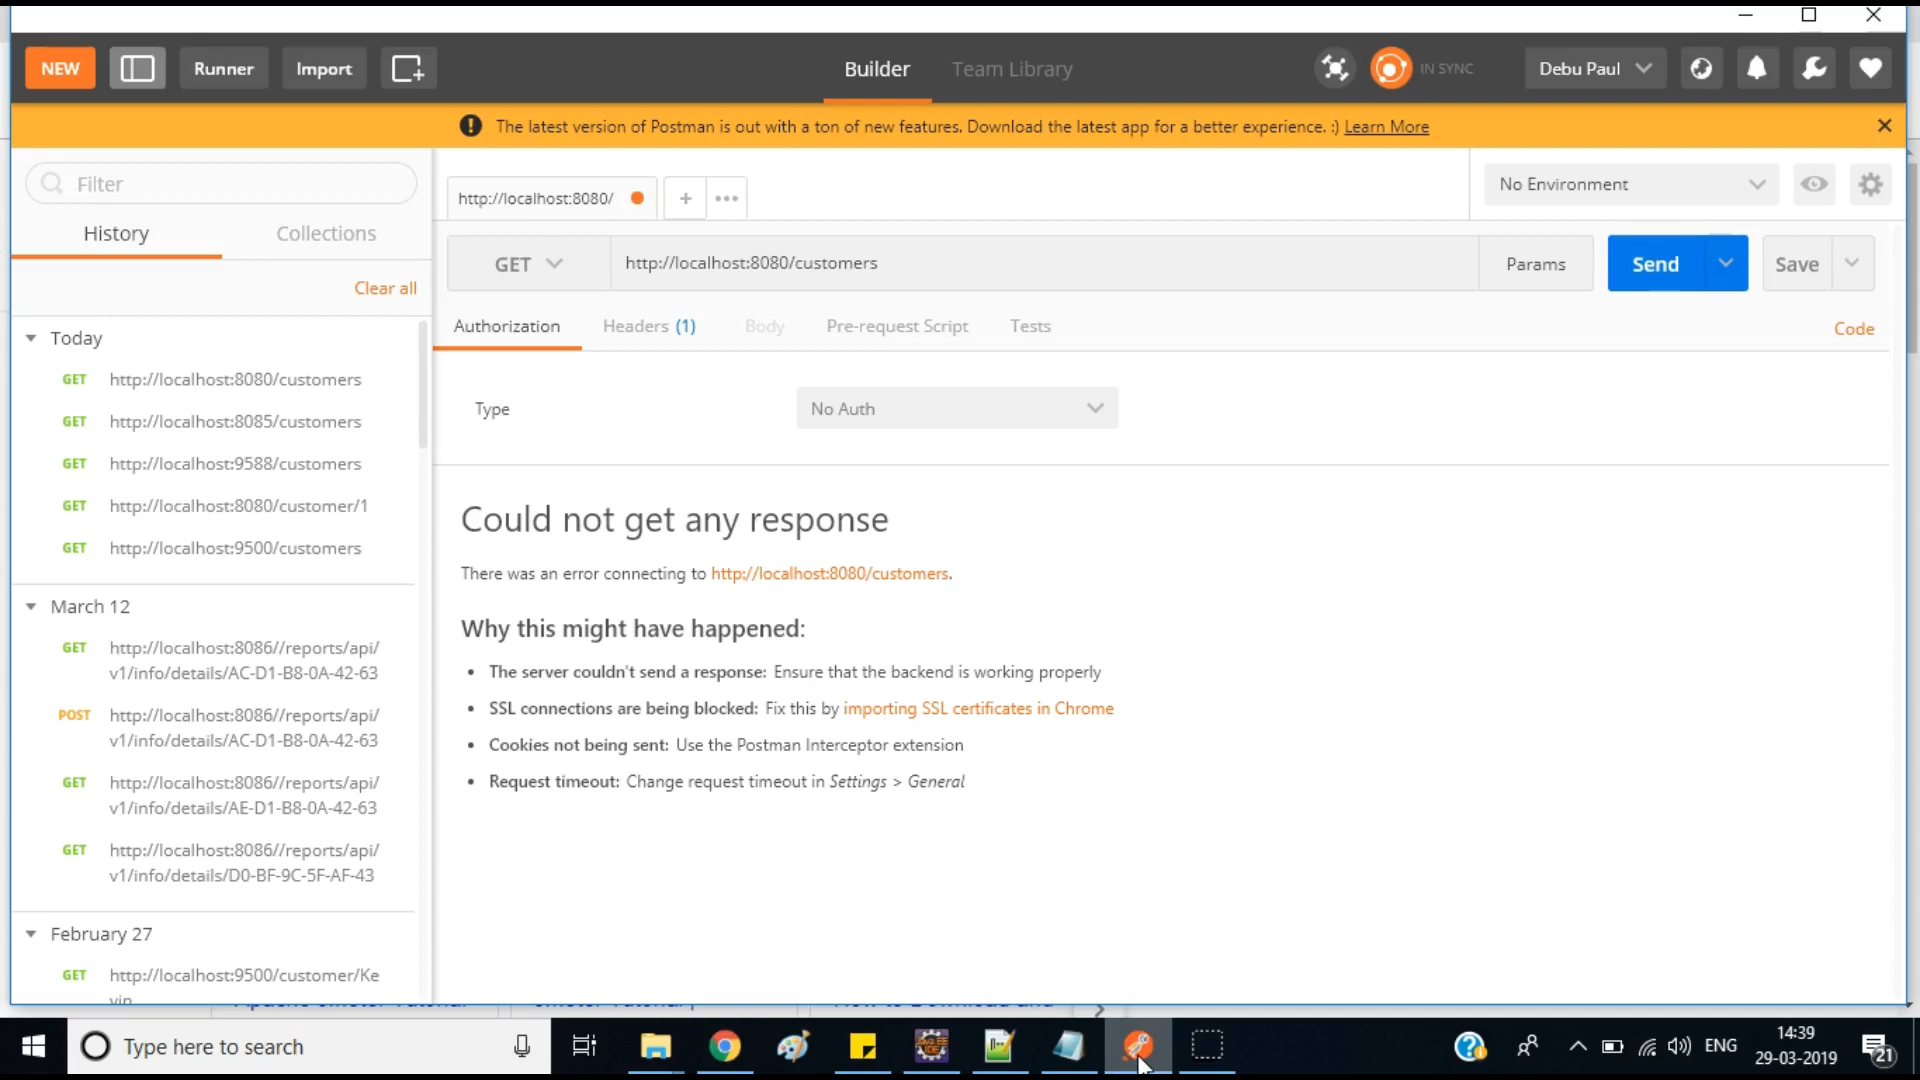 NEW
Runner
Import
Builder
Team Library
IN SYNC
Debu Paul
The latest version of Postman is out with a ton of new features. Download the latest app for a better experience. :) Learn More
Filter
http://localhost:8080/
No Environment
History
Collections
GET
http://localhost:8080/customers
Params
Send
Save
Clear all
Authorization
Headers (1)
Body
Pre-request Script
Tests
Code
Today
GET http://localhost:8080/customers
GET http://localhost:8085/customers
GET http://localhost:9588/customers
GET http://localhost:8080/customer/1
GET http://localhost:9500/customers
Type
No Auth
Could not get any response
There was an error connecting to http://localhost:8080/customers.
Why this might have happened:
• The server couldn't send a response: Ensure that the backend is working properly
• SSL connections are being blocked: Fix this by importing SSL certificates in Chrome
• Cookies not being sent: Use the Postman Interceptor extension
• Request timeout: Change request timeout in Settings > General
March 12
GET http://localhost:8086//reports/api/
v1/info/details/AC-D1-B8-0A-42-63
POST http://localhost:8086//reports/api/
v1/info/details/AC-D1-B8-0A-42-63
GET http://localhost:8086//reports/api/
v1/info/details/AE-D1-B8-0A-42-63
GET http://localhost:8086//reports/api/
v1/info/details/D0-BF-9C-5F-AF-43
February 27
GET http://localhost:9500/customer/Ke
vin
Type here to search
ENG
14:39
29-03-2019
21